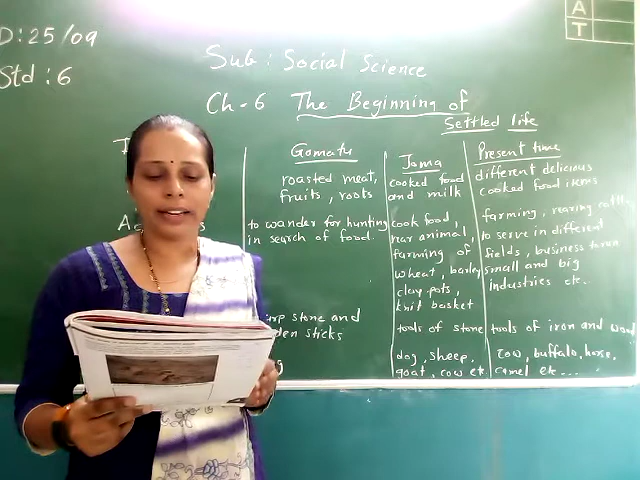 D: 25/09
Std : 6
A
T
Sub : Social Science
Ch - 6 The Beginning of
Settled life
Gomatu
roasted meat,
fruits, roots
to wander for hunting
in search of food.
stone and
sticks
Joma
cooked food
and milk
cook food,
rear animal,
farming of
wheat, barley
clay pots,
knit basket
tools of stone
dog, sheep,
goat, cow etc
Present time
different delicious
cooked food items
farming, rearing cattle,
to serve in different
fields, business
small and big
industries etc.
tools of iron and wood
cow, buffalo, horse,
camel etc...